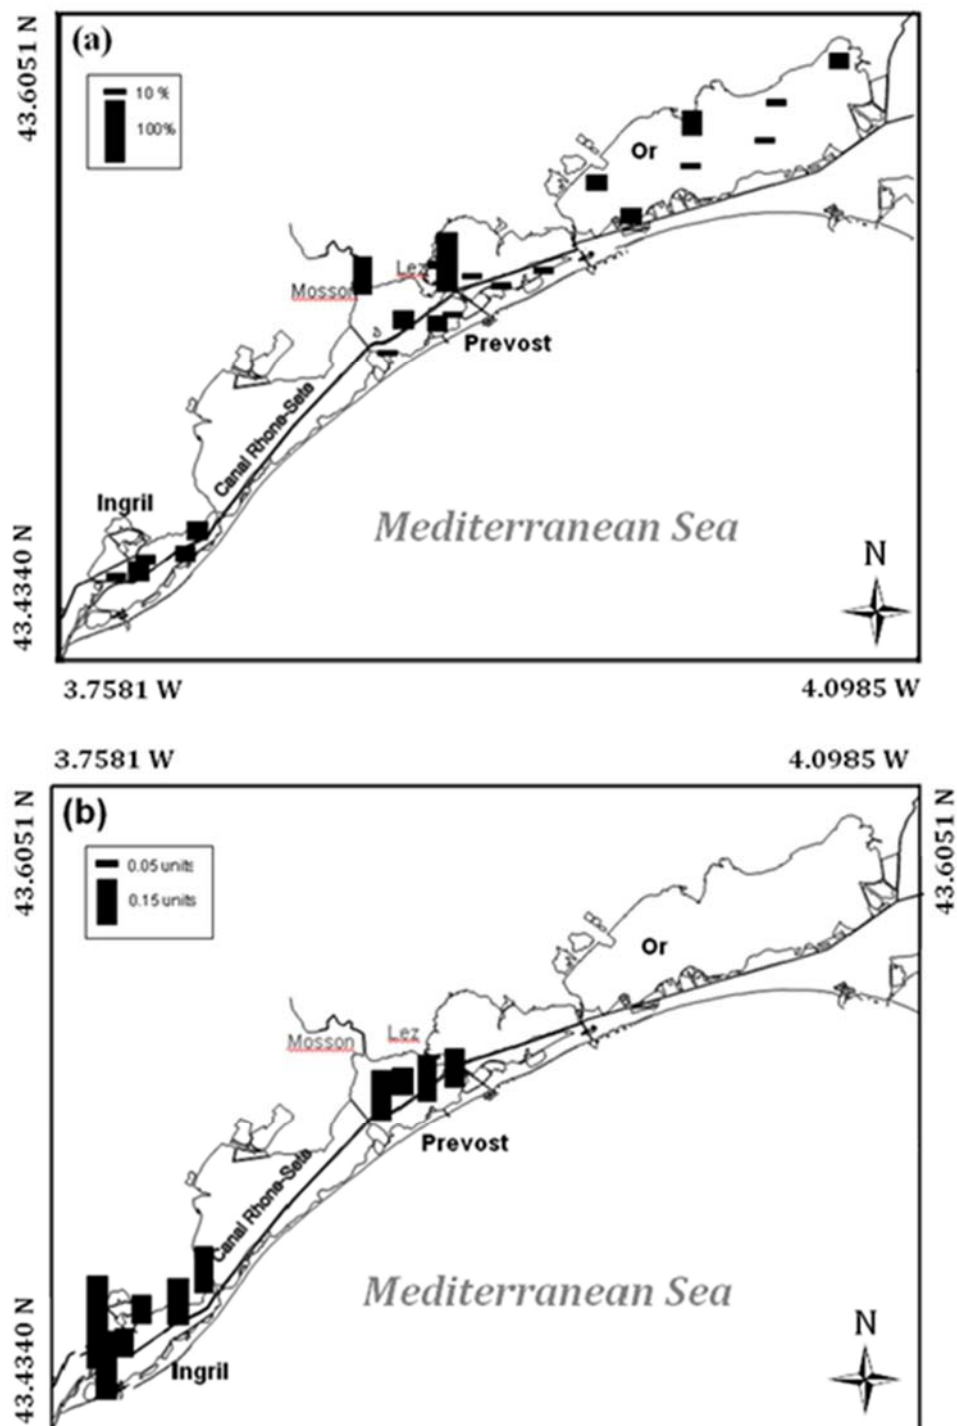 (a)
43.6051 N
10 %
100%
Or
Lez
Mosson
Prevost
Canal Rhone-Sete
Ingril
Mediterranean Sea
N
43.4340 N
3.7581 W
4.0985 W
3.7581 W
4.0985 W
(b)
43.6051 N
43.6051 N
0.05 units
0.15 units
Or
Lez
Mosson
Prevost
Canal Rhone-Sete
Mediterranean Sea
N
Ingril
43.4340 N